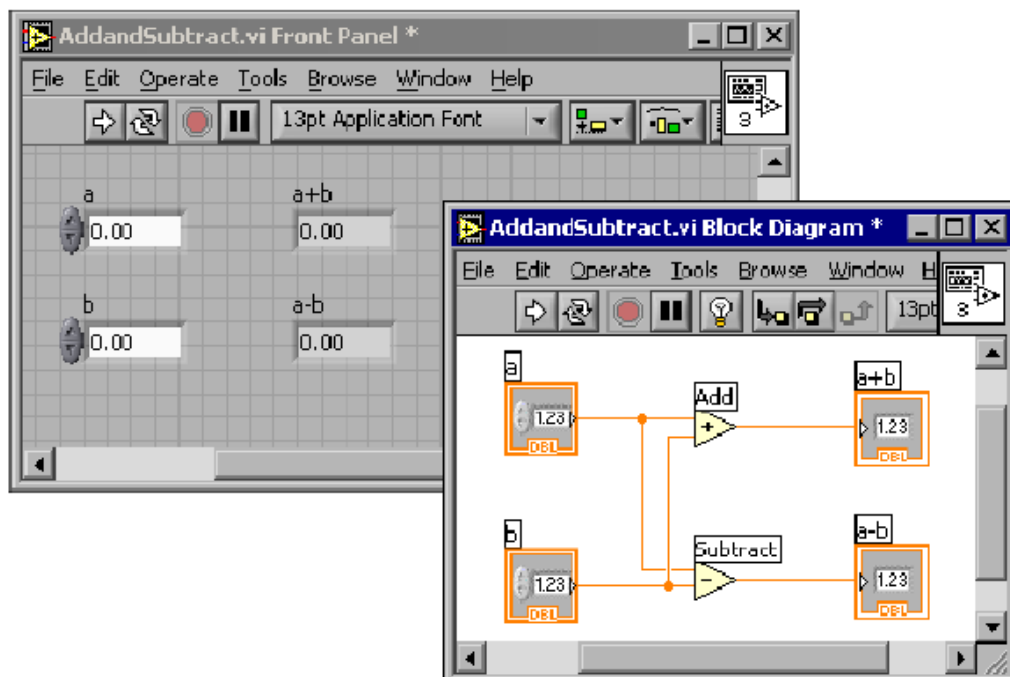 AddandSubtract.vi Front Panel *
File Edit Operate Tools Browse Window Help
13pt Application Font
3
a
0.00
a+b
0.00
b
0.00
a-b
0.00
AddandSubtract.vi Block Diagram *
File Edit Operate Tools Browse Window H
13pt
3
a
1.23
DBL
Add
+
a+b
1.23
DBL
b
1.23
DBL
Subtract
-
a-b
1.23
DBL